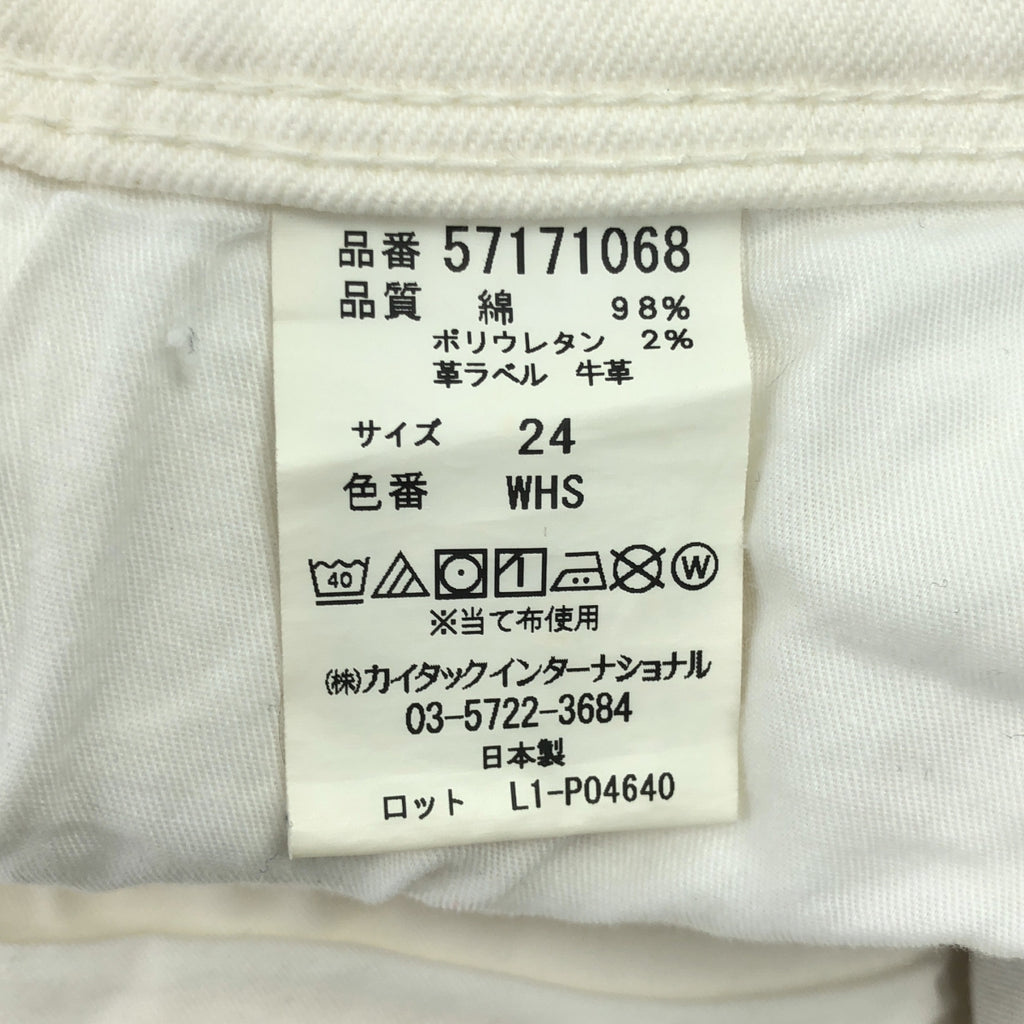 品番 57171068
品質 綿 98%
ポリウレタン 2%
革ラベル 牛革
サイズ 24
色番 WHS
40 W
※当て布使用
㈱カイタックインターナショナル
03-5722-3684
日本製
ロット L1-P04640